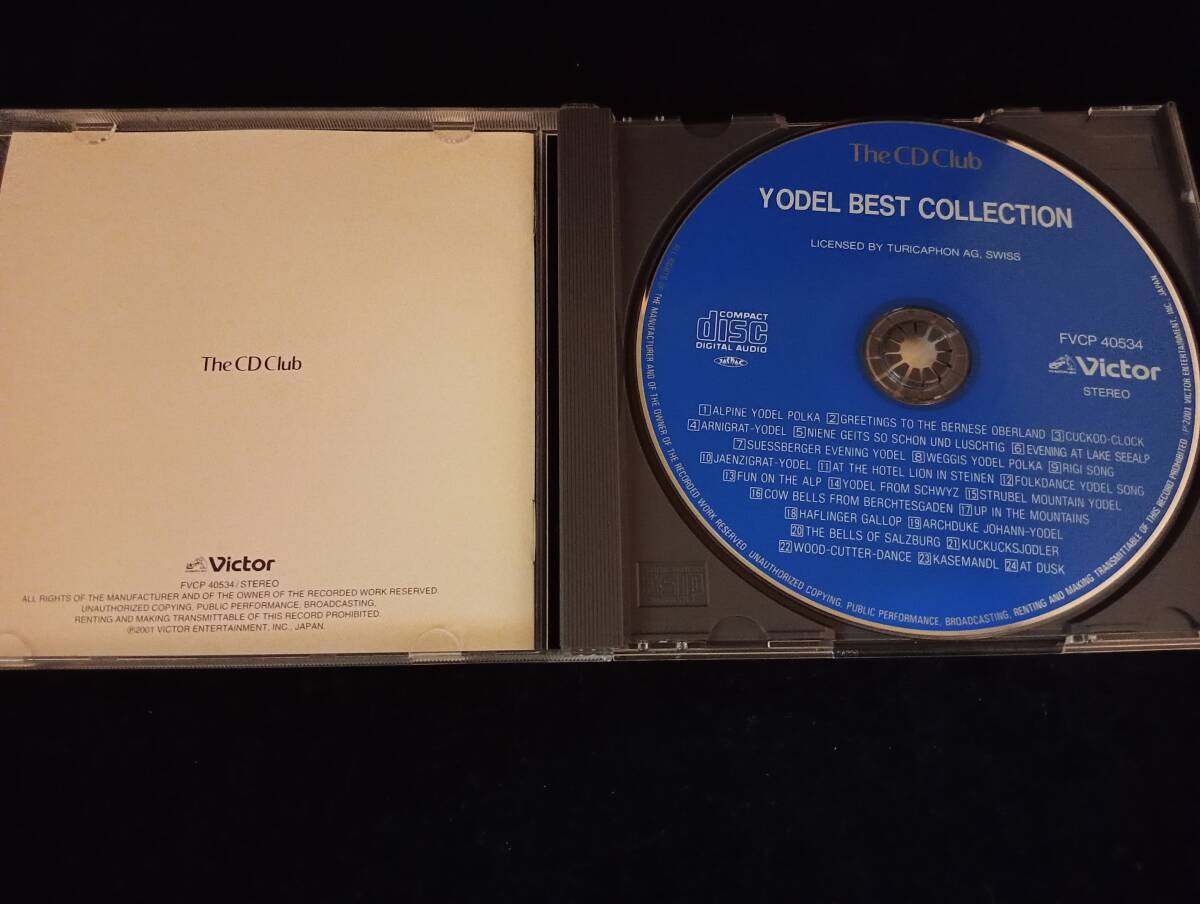 The CD Club
Victor
FVCP 40534/STEREO
ALL RIGHTS OF THE MANUFACTURER AND OF THE OWNER OF THE RECORDED WORK RESERVED.
UNAUTHORIZED COPYING, PUBLIC PERFORMANCE, BROADCASTING,
RENTING AND MAKING TRANSMITTABLE OF THIS RECORD PROHIBITED.
Ⓟ2001 VICTOR ENTERTAINMENT, INC., JAPAN.
The CD Club
YODEL BEST COLLECTION
LICENSED BY TURICAPHON AG, SWISS
COMPACT
disc
DIGITAL AUDIO
FVCP 40534
Victor
STEREO
1 ALPINE YODEL POLKA 2 GREETINGS TO THE BERNESE OBERLAND 3 CUCKOO-CLOCK
4 ARNIGRAT-YODEL 5 NIENE GEITS SO SCHON UND LUSCHTIG 6 EVENING AT LAKE SEEALP
7 SUESSBERGER EVENING YODEL 8 WEGGIS YODEL POLKA 9 RIGI SONG
10 JAENZIGRAT-YODEL 11 AT THE HOTEL LION IN STEINEN 12 FOLKDANCE YODEL SONG
13 FUN ON THE ALP 14 YODEL FROM SCHWYZ 15 STRUBEL MOUNTAIN YODEL
16 COW BELLS FROM BERCHTESGADEN 17 UP IN THE MOUNTAINS
18 HAFLINGER GALLOP 19 ARCHDUKE JOHANN-YODEL
20 THE BELLS OF SALZBURG 21 KUCKUCKSJODLER
22 WOOD-CUTTER-DANCE 23 KASEMANDL 24 AT DUSK
ALL RIGHTS OF THE MANUFACTURER AND OF THE OWNER OF THE RECORDED WORK RESERVED. UNAUTHORIZED COPYING, PUBLIC PERFORMANCE, BROADCASTING, RENTING AND MAKING TRANSMITTABLE OF THIS RECORD PROHIBITED. Ⓟ2001 VICTOR ENTERTAINMENT, INC. JAPAN